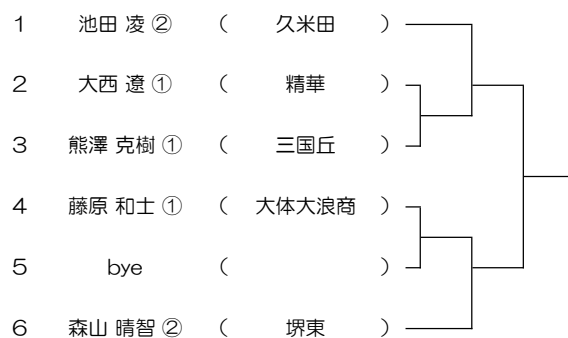 1 池田 凌 ② ( 久米田 )
2 大西 遼 ① ( 精華 )
3 熊澤 克樹 ① ( 三国丘 )
4 藤原 和士 ① ( 大体大浪商 )
5 bye ( )
6 森山 晴智 ② ( 堺東 )